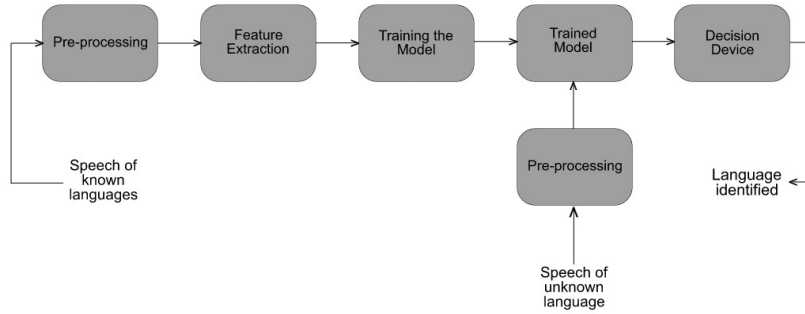 Pre-processing
Feature
Extraction
Training the
Model
Trained
Model
Decision
Device
Speech of
known
languages
Pre-processing
Language
identified
Speech of
unknown
language